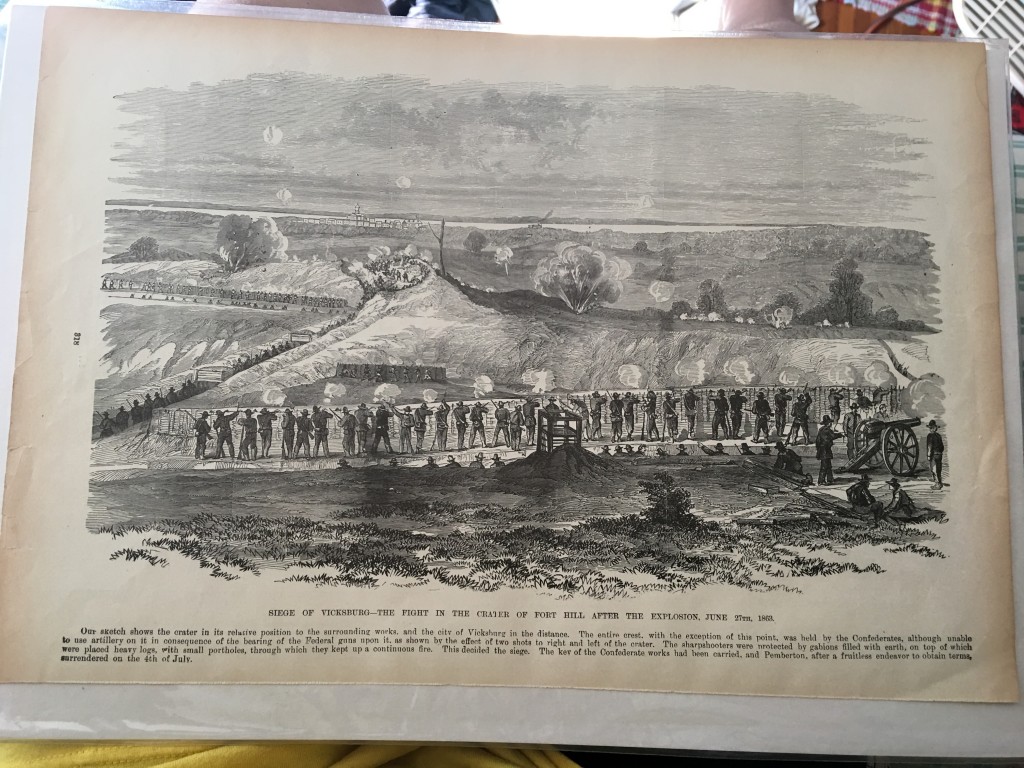 318
SIEGE OF VICKSBURG—THE FIGHT IN THE CRATER OF FORT HILL AFTER THE EXPLOSION, JUNE 27TH, 1863.
Our sketch shows the crater in its relative position to the surrounding works, and the city of Vicksburg in the distance. The entire crest, with the exception of this point, was held by the Confederates, although unable
to use artillery on it in consequence of the bearing of the Federal guns upon it, as shown by the effect of two shots to right and left of the crater. The sharpshooters were protected by gabions filled with earth, on top of which
were placed heavy logs, with small portholes, through which they kept up a continuous fire. This decided the siege. The key of the Confederate works had been carried, and Pemberton, after a fruitless endeavor to obtain terms,
surrendered on the 4th of July.